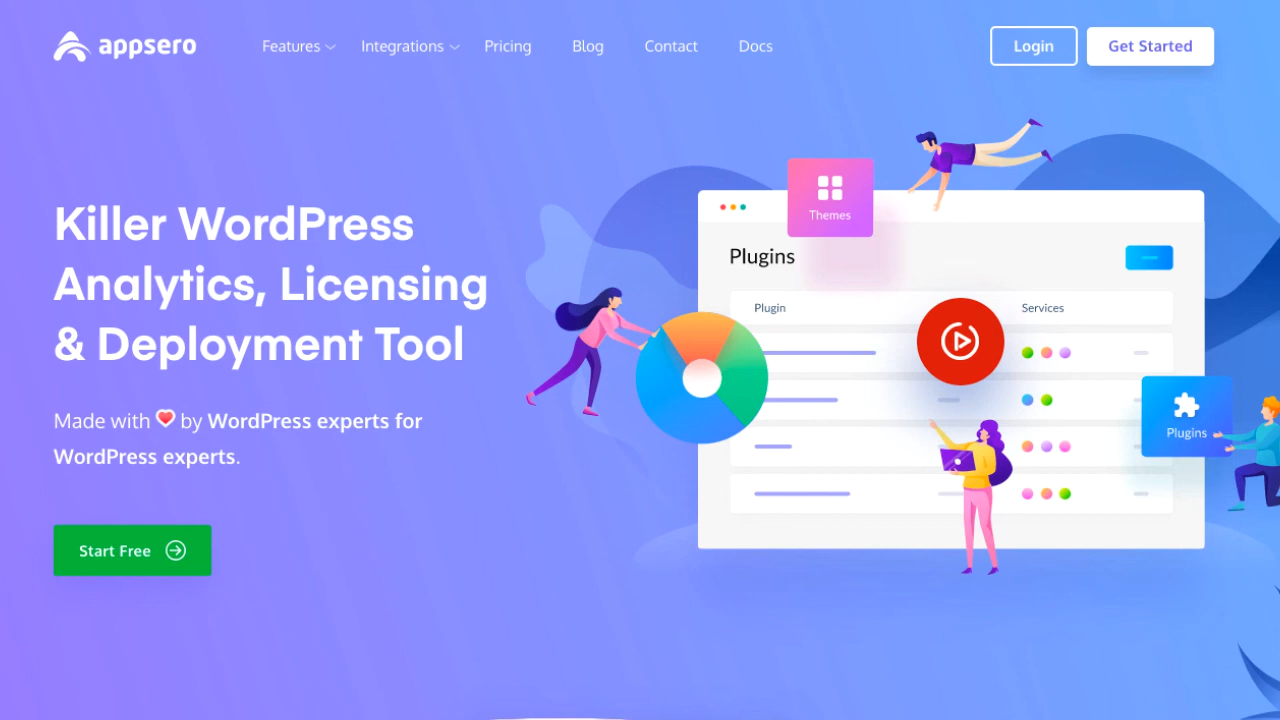 appsero
Features
Integrations
Pricing
Blog
Contact
Docs
Login
Get Started
Killer WordPress
Analytics, Licensing
& Deployment Tool
Made with ❤ by WordPress experts for
WordPress experts.
Start Free
Themes
Plugins
Plugin
Services
Plugins